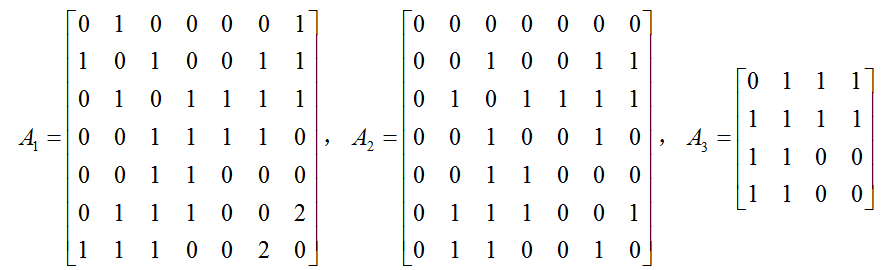 A₁ =
0 1 0 0 0 0 1
1 0 1 0 0 1 1
0 1 0 1 1 1 1
0 0 1 1 1 1 0
0 0 1 1 0 0 0
0 1 1 1 0 0 2
1 1 1 0 0 2 0
, A₂ =
0 0 0 0 0 0 0
0 0 1 0 0 1 1
0 1 0 1 1 1 1
0 0 1 0 0 1 0
0 0 1 1 0 0 0
0 1 1 1 0 0 1
0 1 1 0 0 1 0
, A₃ =
0 1 1 1
1 1 1 1
1 1 0 0
1 1 0 0